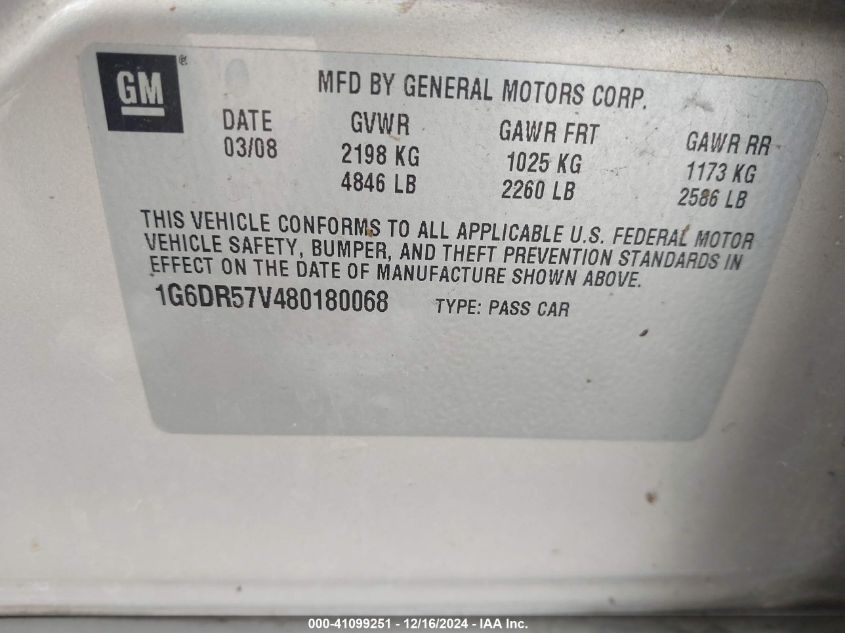 GM®
MFD BY GENERAL MOTORS CORP.
DATE GVWR GAWR FRT GAWR RR
03/08 2198 KG 1025 KG 1173 KG
4846 LB 2260 LB 2586 LB
THIS VEHICLE CONFORMS TO ALL APPLICABLE U.S. FEDERAL MOTOR
VEHICLE SAFETY, BUMPER, AND THEFT PREVENTION STANDARDS IN
EFFECT ON THE DATE OF MANUFACTURE SHOWN ABOVE.
1G6DR57V480180068 TYPE: PASS CAR
000-41099251 - 12/16/2024 - IAA Inc.